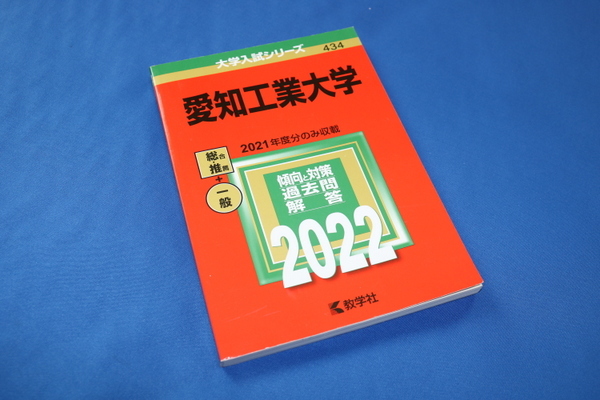 大学入試シリーズ
434
愛知工業大学
2021年度分のみ収載
総合
推薦
+
一般
傾向と対策
過去問
解答
2022
教学社